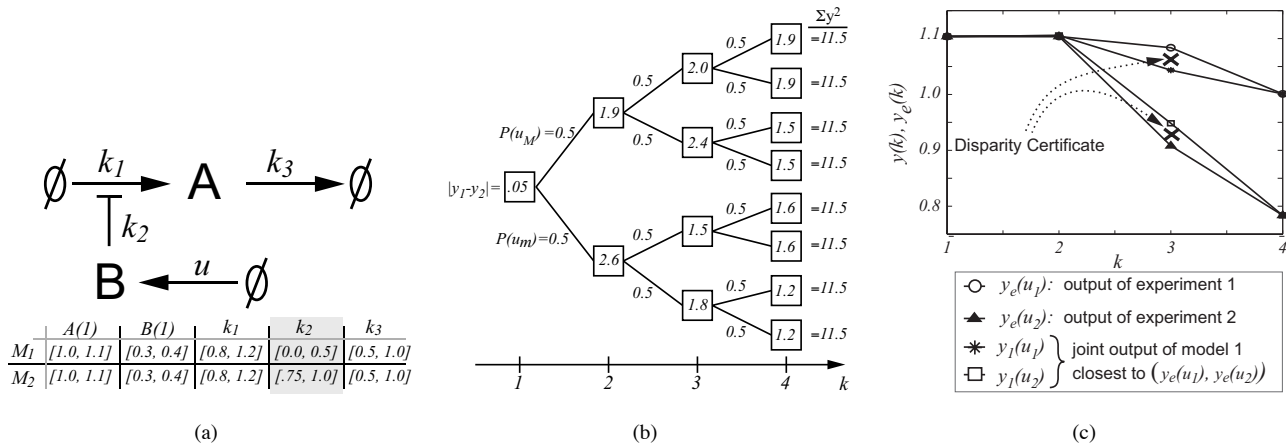 ∅ k1 A k3 ∅
k2
B u ∅
A(1) B(1) k1 k2 k3
M1 [1.0, 1.1] [0.3, 0.4] [0.8, 1.2] [0.0, 0.5] [0.5, 1.0]
M2 [1.0, 1.1] [0.3, 0.4] [0.8, 1.2] [.75, 1.0] [0.5, 1.0]
(a)
Σy²
0.5 1.9 =11.5
2.0
0.5 0.5 1.9 =11.5
1.9
P(uM)=0.5 0.5 0.5 1.5 =11.5
2.4
0.5 1.5 =11.5
|y1-y2|= .05
0.5 1.6 =11.5
1.5
P(um)=0.5 0.5 0.5 1.6 =11.5
2.6
0.5 0.5 1.2 =11.5
1.8
0.5 1.2 =11.5
1 2 3 4 k
(b)
y(k), ye(k)
1.1
1.0
0.9
0.8
Disparity Certificate
1 2 3 4
k
ye(u1): output of experiment 1
ye(u2): output of experiment 2
y1(u1) joint output of model 1
y1(u2) closest to (ye(u1), ye(u2))
(c)